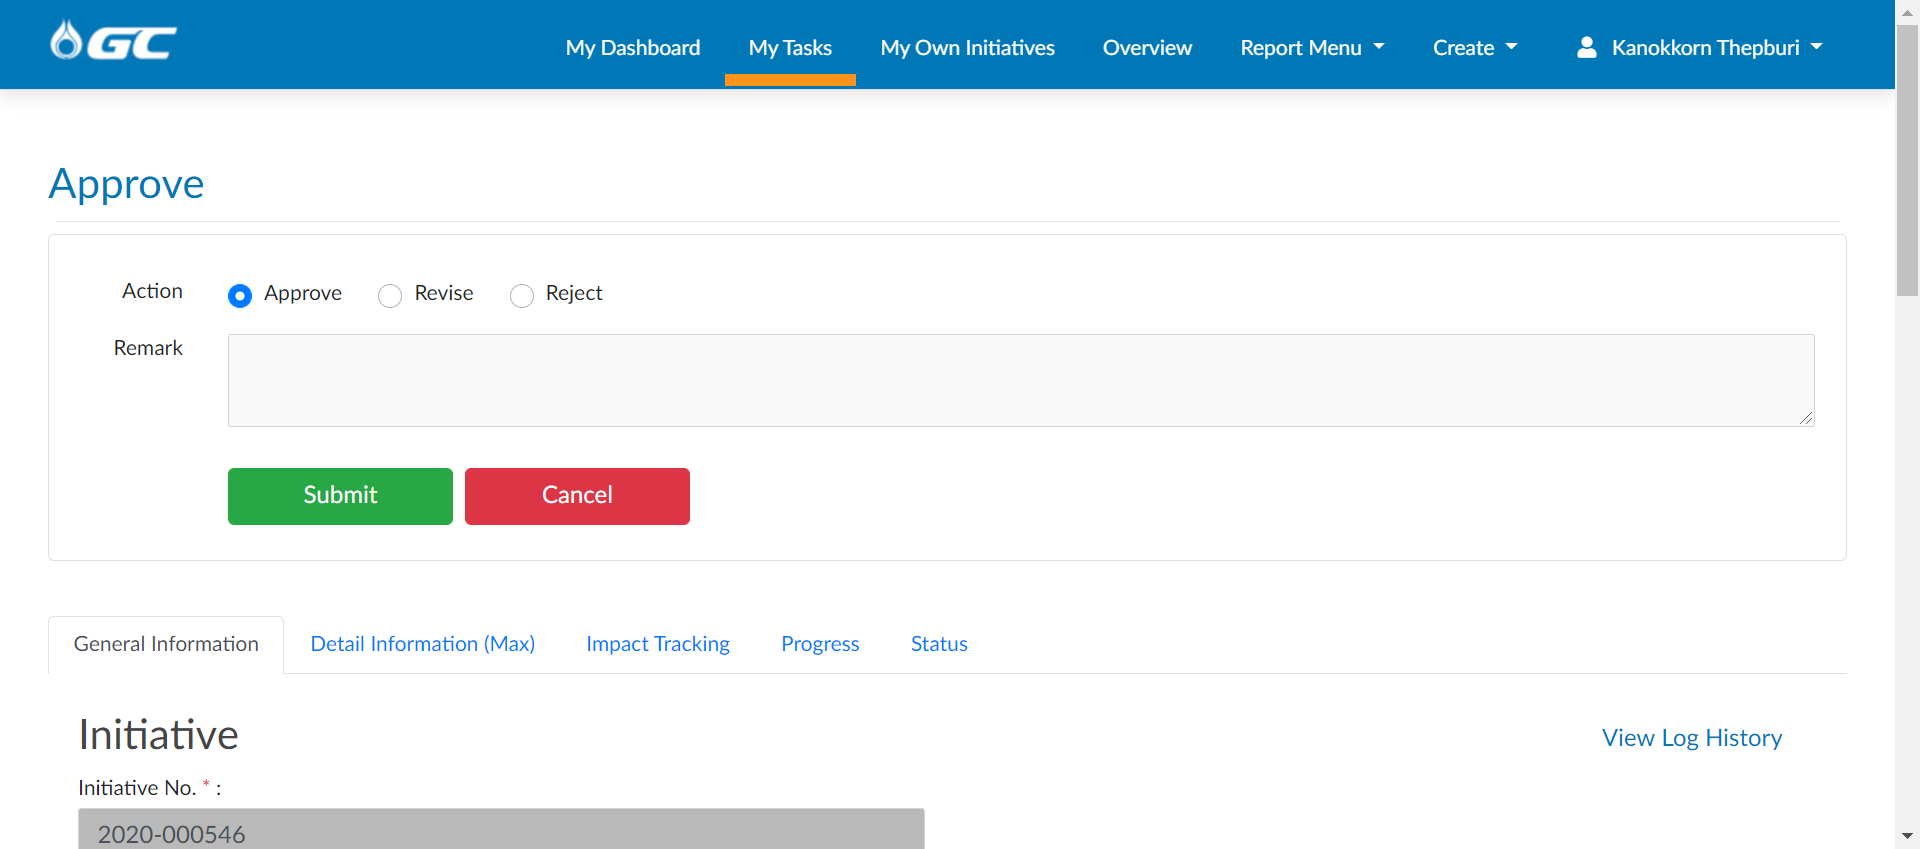 GC
My Dashboard My Tasks My Own Initiatives Overview Report Menu Create Kanokkorn Thepburi
Approve
Action Approve Revise Reject
Remark
Submit Cancel
General Information Detail Information (Max) Impact Tracking Progress Status
Initiative View Log History
Initiative No. * :
2020-000546